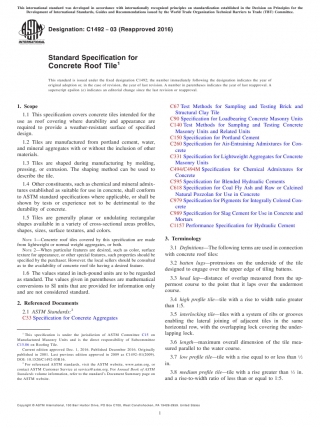 This international standard was developed in accordance with internationally recognized principles on standardization established in the Decision on Principles for the
Development of International Standards, Guides and Recommendations issued by the World Trade Organization Technical Barriers to Trade (TBT) Committee.
INTERNATIONAL
Designation: C1492 − 03 (Reapproved 2016)
Standard Specification for
Concrete Roof Tile¹
This standard is issued under the fixed designation C1492; the number immediately following the designation indicates the year of
original adoption or, in the case of revision, the year of last revision. A number in parentheses indicates the year of last reapproval. A
superscript epsilon (ε) indicates an editorial change since the last revision or reapproval.
1. Scope
1.1 This specification covers concrete tiles intended for the
use as roof covering where durability and appearance are
required to provide a weather-resistant surface of specified
design.
1.2 Tiles are manufactured from portland cement, water,
and mineral aggregates with or without the inclusion of other
materials.
1.3 Tiles are shaped during manufacturing by molding,
pressing, or extrusion. The shaping method can be used to
describe the tile.
1.4 Other constituents, such as chemical and mineral admix-
tures established as suitable for use in concrete, shall conform
to ASTM standard specifications where applicable, or shall be
shown by tests or experience not to be detrimental to the
durability of concrete.
1.5 Tiles are generally planar or undulating rectangular
shapes available in a variety of cross-sectional areas profiles,
shapes, sizes, surface textures, and colors.
NOTE 1—Concrete roof tiles covered by this specification are made
from lightweight or normal weight aggregates, or both.
NOTE 2—When particular features are desired, such as color, surface
texture for appearance, or other special features, such properties should be
specified by the purchaser. However, the local sellers should be consulted
as to the availability of concrete roof tile having a desired feature.
1.6 The values stated in inch-pound units are to be regarded
as standard. The values given in parentheses are mathematical
conversions to SI units that are provided for information only
and are not considered standard.
2. Referenced Documents
2.1 ASTM Standards:²
C33 Specification for Concrete Aggregates
¹ This specification is under the jurisdiction of ASTM Committee C15 on
Manufactured Masonry Units and is the direct responsibility of Subcommittee
C15.06 on Roofing Tile.
Current edition approved Dec. 1, 2016. Published December 2016. Originally
published in 2001. Last previous edition approved in 2009 as C1492-03(2009).
DOI: 10.1520/C1492-03R16.
² For referenced ASTM standards, visit the ASTM website, www.astm.org, or
contact ASTM Customer Service at service@astm.org. For Annual Book of ASTM
Standards volume information, refer to the standard's Document Summary page on
the ASTM website.
C67 Test Methods for Sampling and Testing Brick and
Structural Clay Tile
C90 Specification for Loadbearing Concrete Masonry Units
C140 Test Methods for Sampling and Testing Concrete
Masonry Units and Related Units
C150 Specification for Portland Cement
C260 Specification for Air-Entraining Admixtures for Con-
crete
C331 Specification for Lightweight Aggregates for Concrete
Masonry Units
C494/C494M Specification for Chemical Admixtures for
Concrete
C595 Specification for Blended Hydraulic Cements
C618 Specification for Coal Fly Ash and Raw or Calcined
Natural Pozzolan for Use in Concrete
C979 Specification for Pigments for Integrally Colored Con-
crete
C989 Specification for Slag Cement for Use in Concrete and
Mortars
C1157 Performance Specification for Hydraulic Cement
3. Terminology
3.1 Definitions—The following terms are used in connection
with concrete roof tiles:
3.2 batten lugs—protrusions on the underside of the tile
designed to engage over the upper edge of tiling battens.
3.3 head lap—distance of overlap measured from the up-
permost course to the point that it laps over the undermost
course.
3.4 high profile tile—tile with a rise to width ratio greater
than 1:5.
3.5 interlocking tile—tiles with a system of ribs or grooves
enabling the lateral joining of adjacent tiles in the same
horizontal row, with the overlapping lock covering the under-
lapping lock.
3.6 length—maximum overall dimension of the tile mea-
sured parallel to the water course.
3.7 low profile tile—tile with a rise equal to or less than ½
in.
3.8 medium profile tile—tile with a rise greater than ½ in.
and a rise-to-width ratio of less than or equal to 1:5.
Copyright © ASTM International, 100 Barr Harbor Drive, PO Box C700, West Conshohocken, PA 19428-2959. United States
1